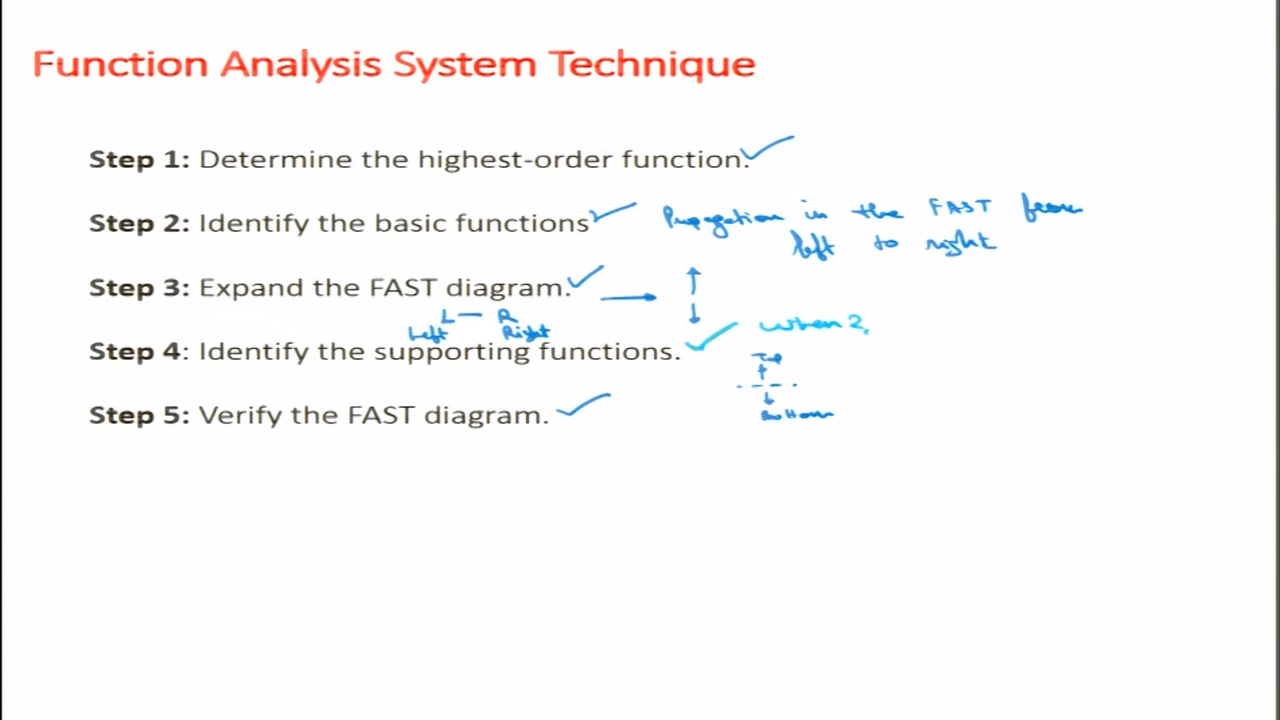 Function Analysis System Technique
Step 1: Determine the highest-order function.
Step 2: Identify the basic functions
Propagation in the FAST from
left to right
Step 3: Expand the FAST diagram.
L — R
Left Right
When?
Step 4: Identify the supporting functions.
Top
Bottom
Step 5: Verify the FAST diagram.